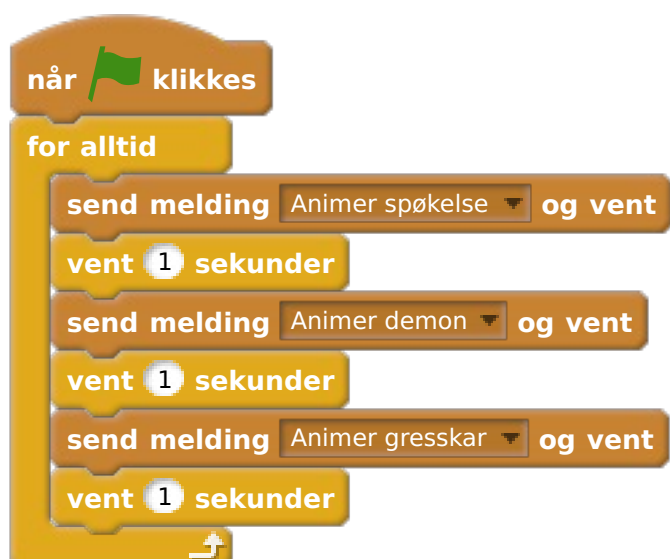 når klikkes
for alltid
send melding Animer spøkelse og vent
vent 1 sekunder
send melding Animer demon og vent
vent 1 sekunder
send melding Animer gresskar og vent
vent 1 sekunder